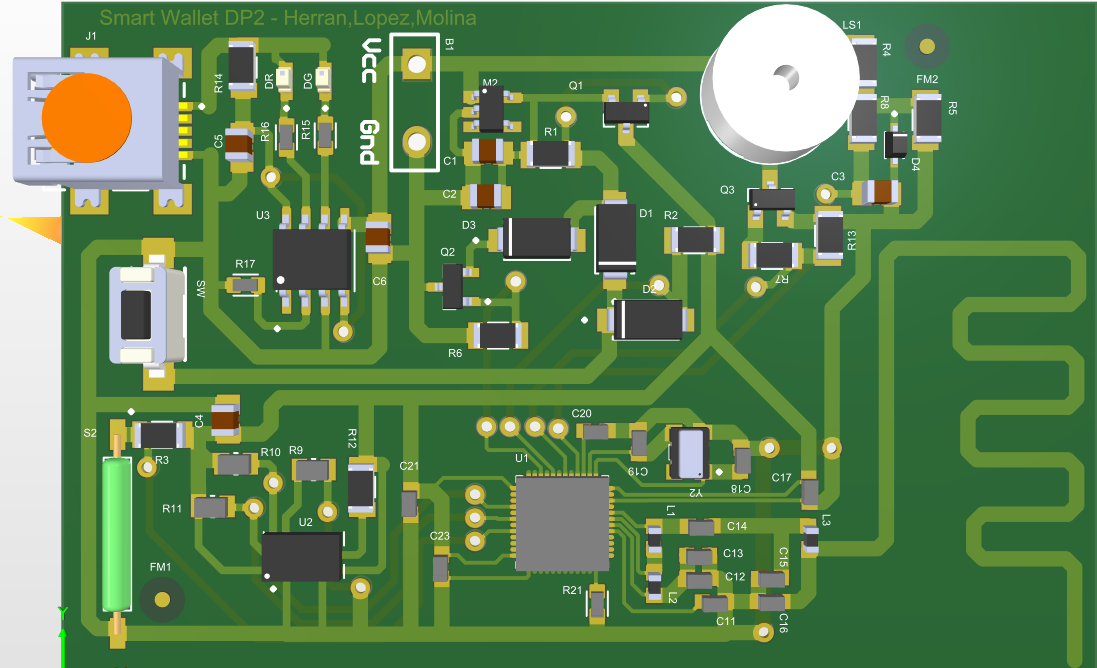 Smart Wallet DP2 - Herran,Lopez,Molina
J1
R14
DR
DG
Vcc
B1
M2
Q1
LS1
R4
FM2
R8
R5
C5
R16
R15
Gnd
C1
R1
D4
C2
Q3
C3
U3
D3
D1
R2
R13
R17
C6
Q2
R7
SW
D2
R6
S2
C4
R12
C20
R3
R10
R9
C21
U1
C19
Y2
C18
C17
R11
U2
C23
L1
C14
L3
C13
C15
FM1
R21
C12
L2
C11
C16
Y